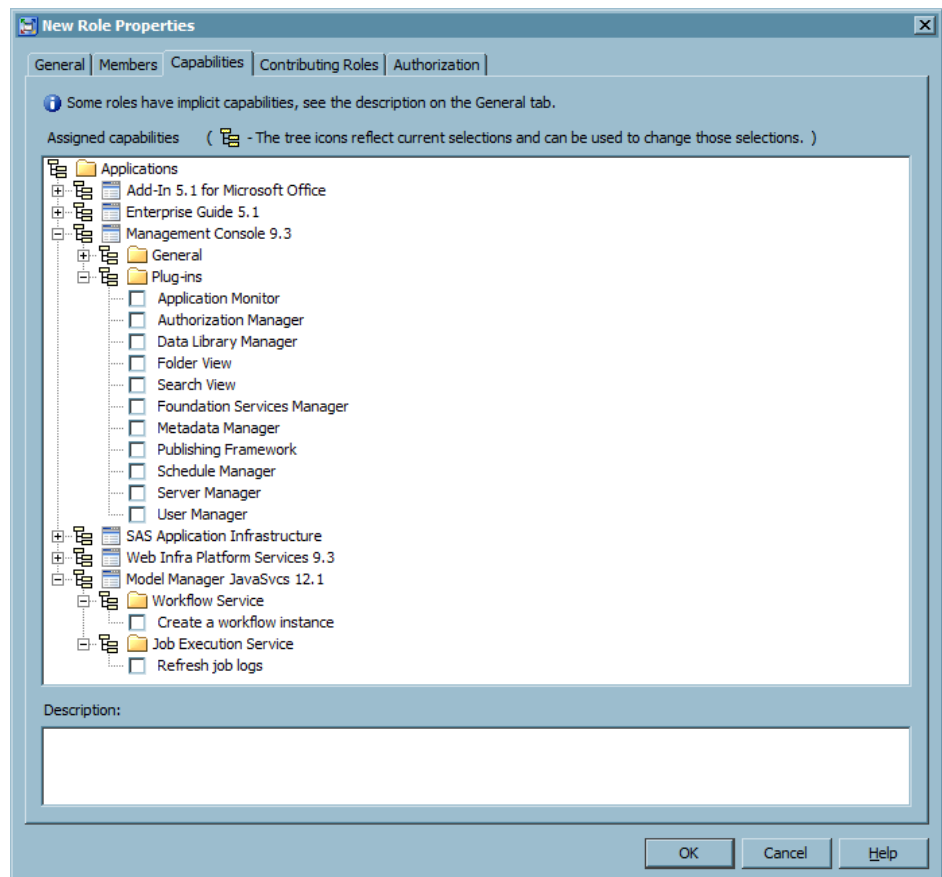 New Role Properties
General Members Capabilities Contributing Roles Authorization
Some roles have implicit capabilities, see the description on the General tab.
Assigned capabilities ( - The tree icons reflect current selections and can be used to change those selections. )
Applications
Add-In 5.1 for Microsoft Office
Enterprise Guide 5.1
Management Console 9.3
General
Plug-ins
Application Monitor
Authorization Manager
Data Library Manager
Folder View
Search View
Foundation Services Manager
Metadata Manager
Publishing Framework
Schedule Manager
Server Manager
User Manager
SAS Application Infrastructure
Web Infra Platform Services 9.3
Model Manager JavaSvcs 12.1
Workflow Service
Create a workflow instance
Job Execution Service
Refresh job logs
Description:
OK Cancel Help